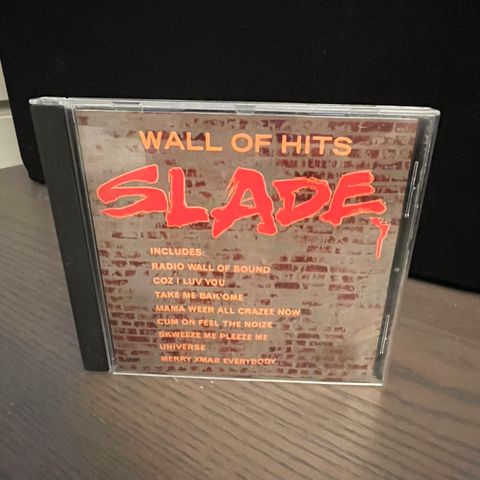 WALL OF HITS
SLADE
INCLUDES:
RADIO WALL OF SOUND
COZ I LUV YOU
TAKE ME BAK 'OME
MAMA WEER ALL CRAZEE NOW
CUM ON FEEL THE NOIZE
SKWEEZE ME PLEEZE ME
UNIVERSE
MERRY XMAS EVERYBODY